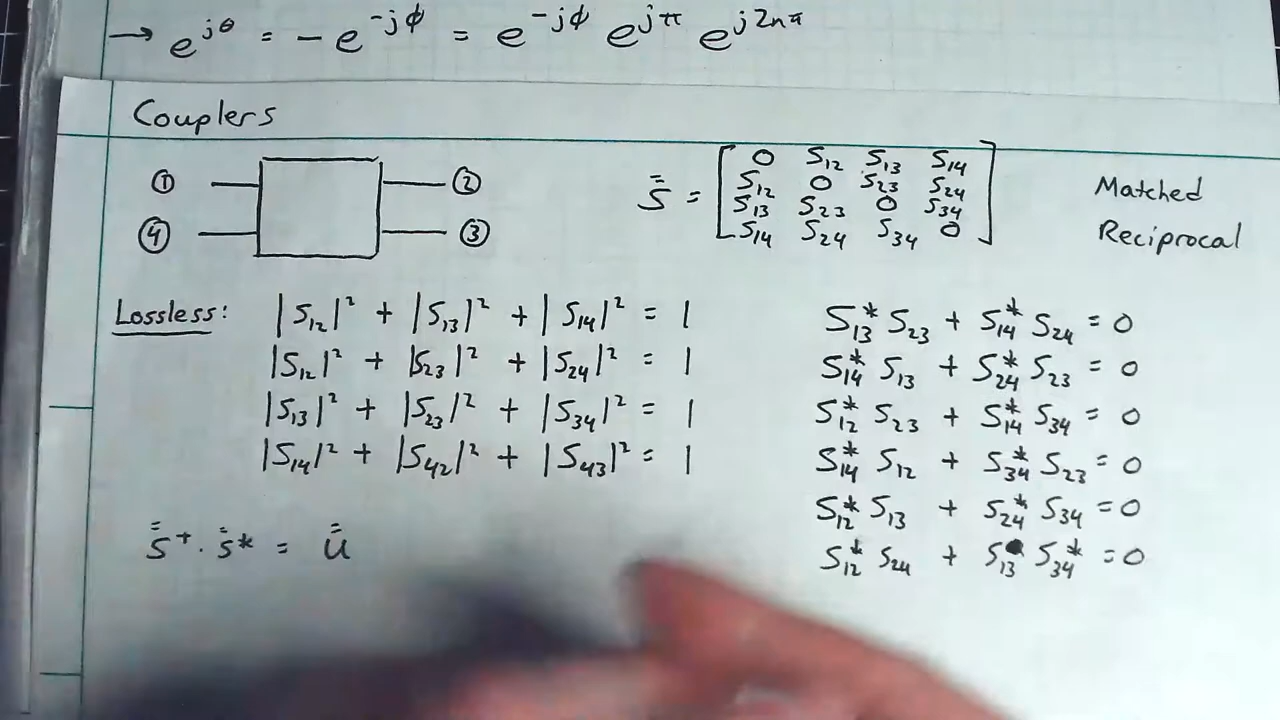 → e^{jθ} = - e^{-jϕ} = e^{-jϕ} e^{jπ} e^{j2nπ}
Couplers
① ②
④ ③
S̿ = [ 0 S₁₂ S₁₃ S₁₄
S₁₂ 0 S₂₃ S₂₄
S₁₃ S₂₃ 0 S₃₄
S₁₄ S₂₄ S₃₄ 0 ]
Matched
Reciprocal
Lossless: |S₁₂|² + |S₁₃|² + |S₁₄|² = 1
|S₁₂|² + |S₂₃|² + |S₂₄|² = 1
|S₁₃|² + |S₂₃|² + |S₃₄|² = 1
|S₁₄|² + |S₄₂|² + |S₄₃|² = 1
S̿⁺ · S̿* = U̿
S₁₃* S₂₃ + S₁₄* S₂₄ = 0
S₁₄* S₁₃ + S₂₄* S₂₃ = 0
S₁₂* S₂₃ + S₁₄* S₃₄ = 0
S₁₄* S₁₂ + S₃₄* S₂₃ = 0
S₁₂* S₁₃ + S₂₄* S₃₄ = 0
S₁₂* S₂₄ + S₁₃ S₃₄* = 0